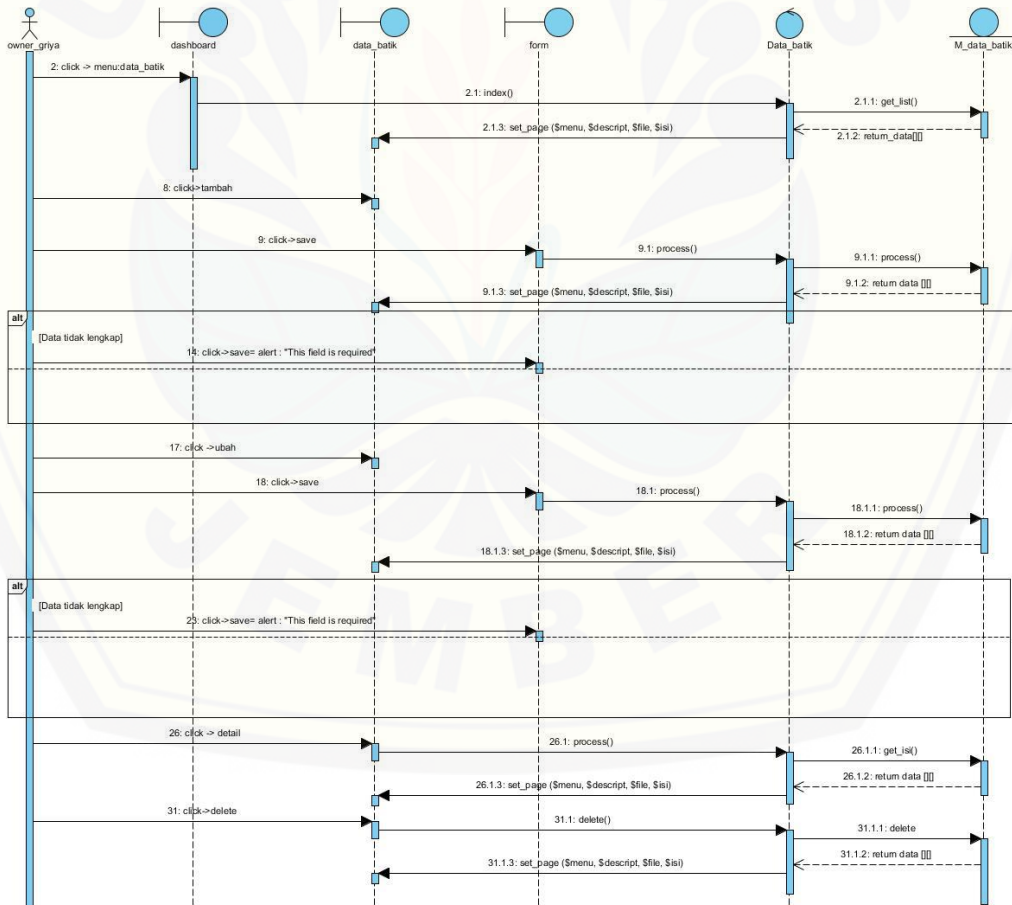 owner_griya
dashboard
data_batik
form
Data_batik
M_data_batik
2: click -> menu:data_batik
2.1: index()
2.1.1: get_list()
2.1.3: set_page ($menu, $descript, $file, $isi)
2.1.2: return_data[][]
8: click->tambah
9: click->save
9.1: process()
9.1.1: process()
9.1.3: set_page ($menu, $descript, $file, $isi)
9.1.2: return data [][]
alt
[Data tidak lengkap]
14: click->save= alert : "This field is required"
17: click ->ubah
18: click->save
18.1: process()
18.1.1: process()
18.1.2: return data [][]
18.1.3: set_page ($menu, $descript, $file, $isi)
alt
[Data tidak lengkap]
23: click->save= alert : "This field is required"
26: click -> detail
26.1: process()
26.1.1: get_isi()
26.1.3: set_page ($menu, $descript, $file, $isi)
26.1.2: return data [][]
31: click->delete
31.1: delete()
31.1.1: delete
31.1.3: set_page ($menu, $descript, $file, $isi)
31.1.2: return data [][]
JEMBER